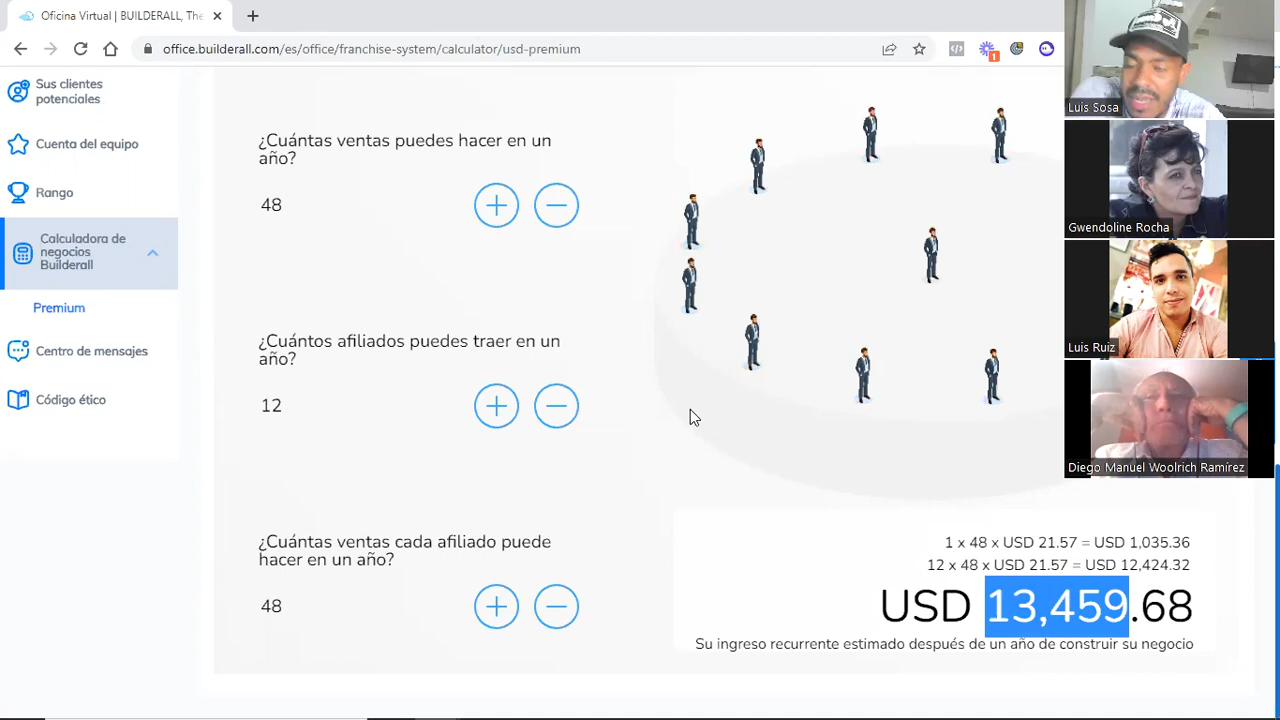 Oficina Virtual | BUILDERALL, The
office.builderall.com/es/office/franchise-system/calculator/usd-premium
1
Sus clientes
potenciales
Cuenta del equipo
Rango
Calculadora de
negocios
Builderall
Premium
Centro de mensajes
Código ético
¿Cuántas ventas puedes hacer en un
año?
48
¿Cuántos afiliados puedes traer en un
año?
12
¿Cuántas ventas cada afiliado puede
hacer en un año?
48
1 x 48 x USD 21.57 = USD 1,035.36
12 x 48 x USD 21.57 = USD 12,424.32
USD 13,459.68
Su ingreso recurrente estimado después de un año de construir su negocio
Luis Sosa
Gwendoline Rocha
Luis Ruiz
Diego Manuel Woolrich Ramírez